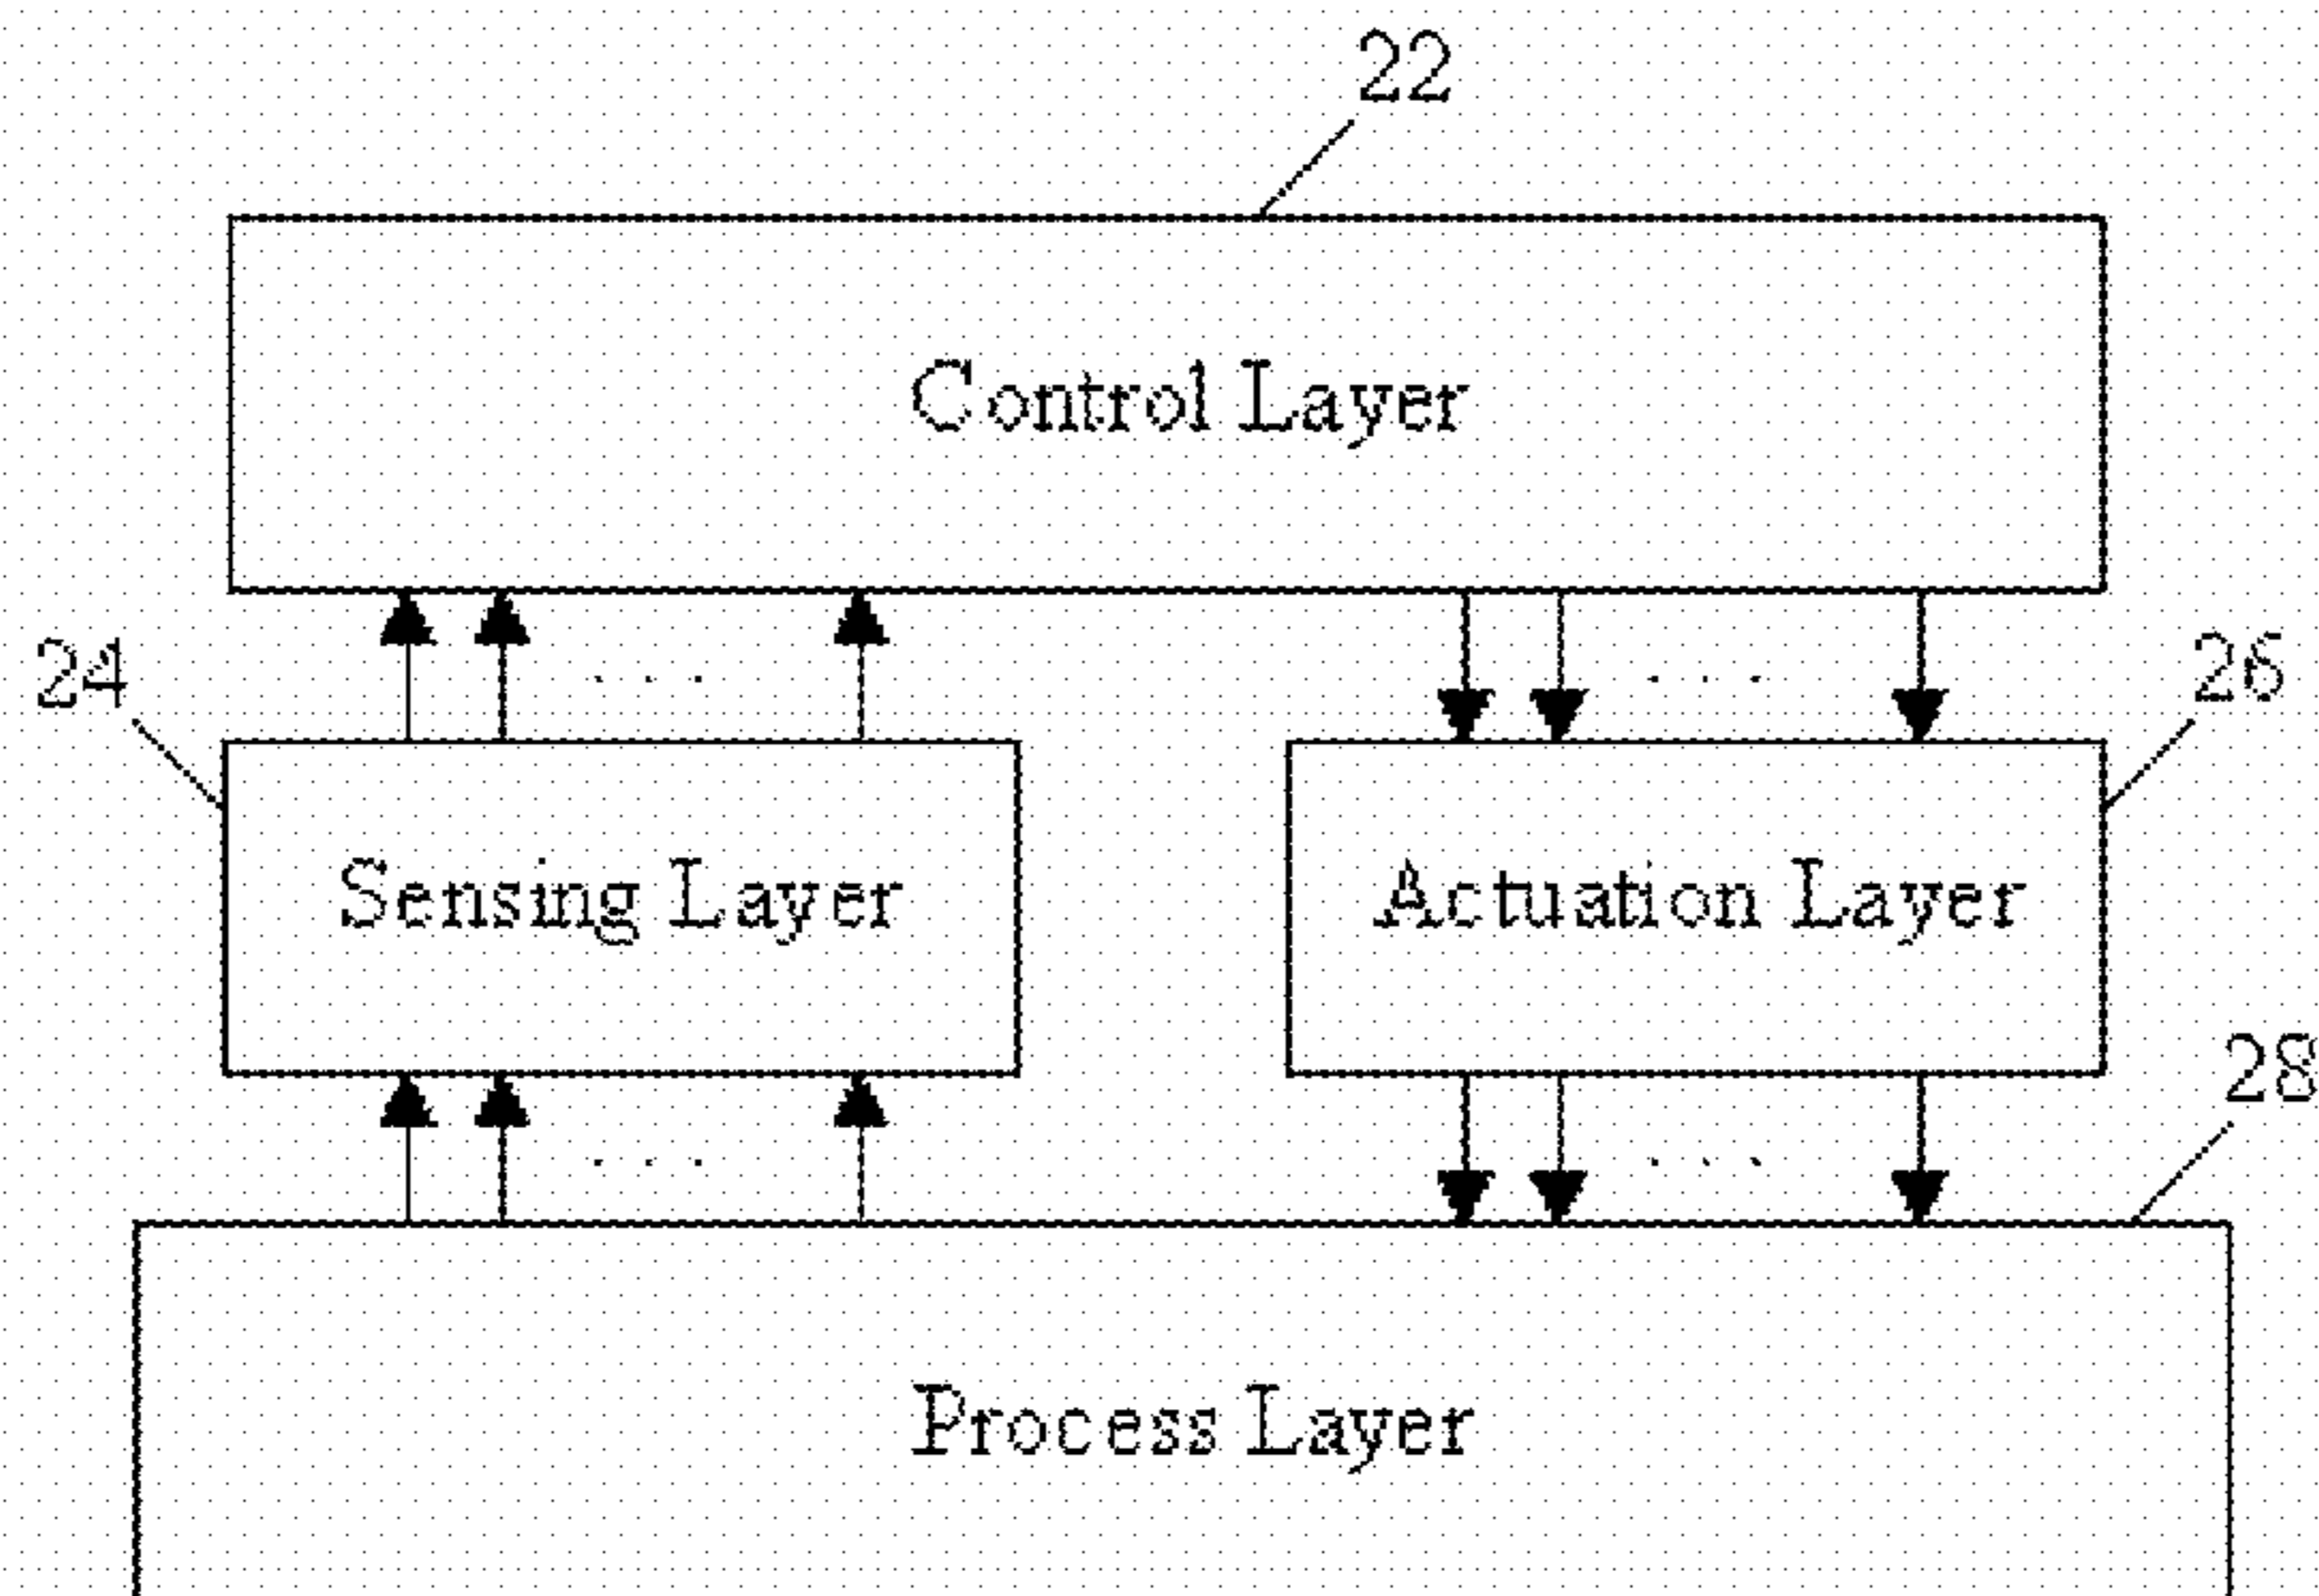 22
Control Layer
24
. . .
. . .
26
Sensing Layer
Actuation Layer
28
. . .
. . .
Process Layer